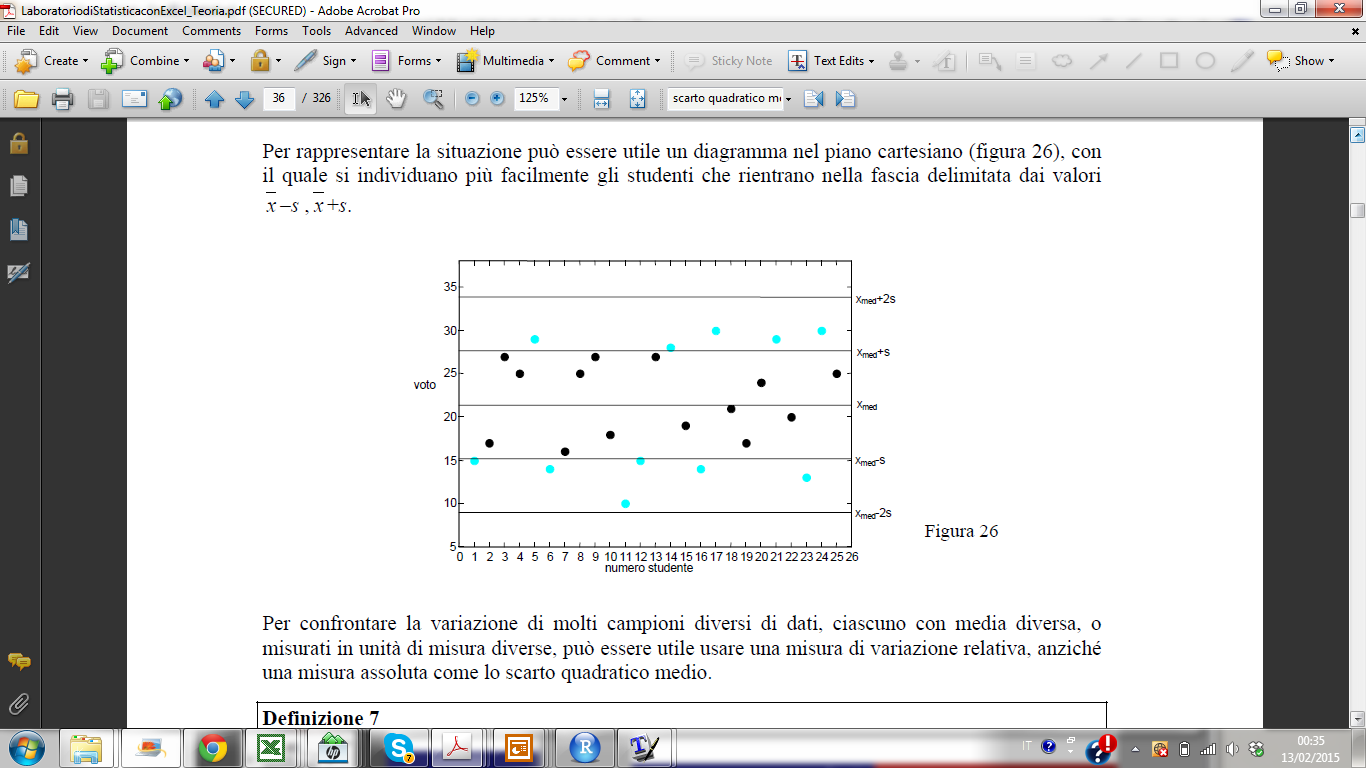 LaboratoriodiStatisticaconExcel_Teoria.pdf (SECURED) - Adobe Acrobat Pro
File Edit View Document Comments Forms Tools Advanced Window Help
Create Combine Sign Forms Multimedia Comment Sticky Note Text Edits Show
36 / 326 125% scarto quadratico m
Per rappresentare la situazione può essere utile un diagramma nel piano cartesiano (figura 26), con
il quale si individuano più facilmente gli studenti che rientrano nella fascia delimitata dai valori
x̅–s , x̅+s.
35
xmed+2s
30
xmed+s
25
voto
xmed
20
15
xmed-s
10
xmed-2s
Figura 26
5
0 1 2 3 4 5 6 7 8 9 10 11 12 13 14 15 16 17 18 19 20 21 22 23 24 25 26
numero studente
Per confrontare la variazione di molti campioni diversi di dati, ciascuno con media diversa, o
misurati in unità di misura diverse, può essere utile usare una misura di variazione relativa, anziché
una misura assoluta come lo scarto quadratico medio.
Definizione 7
IT
00:35
13/02/2015